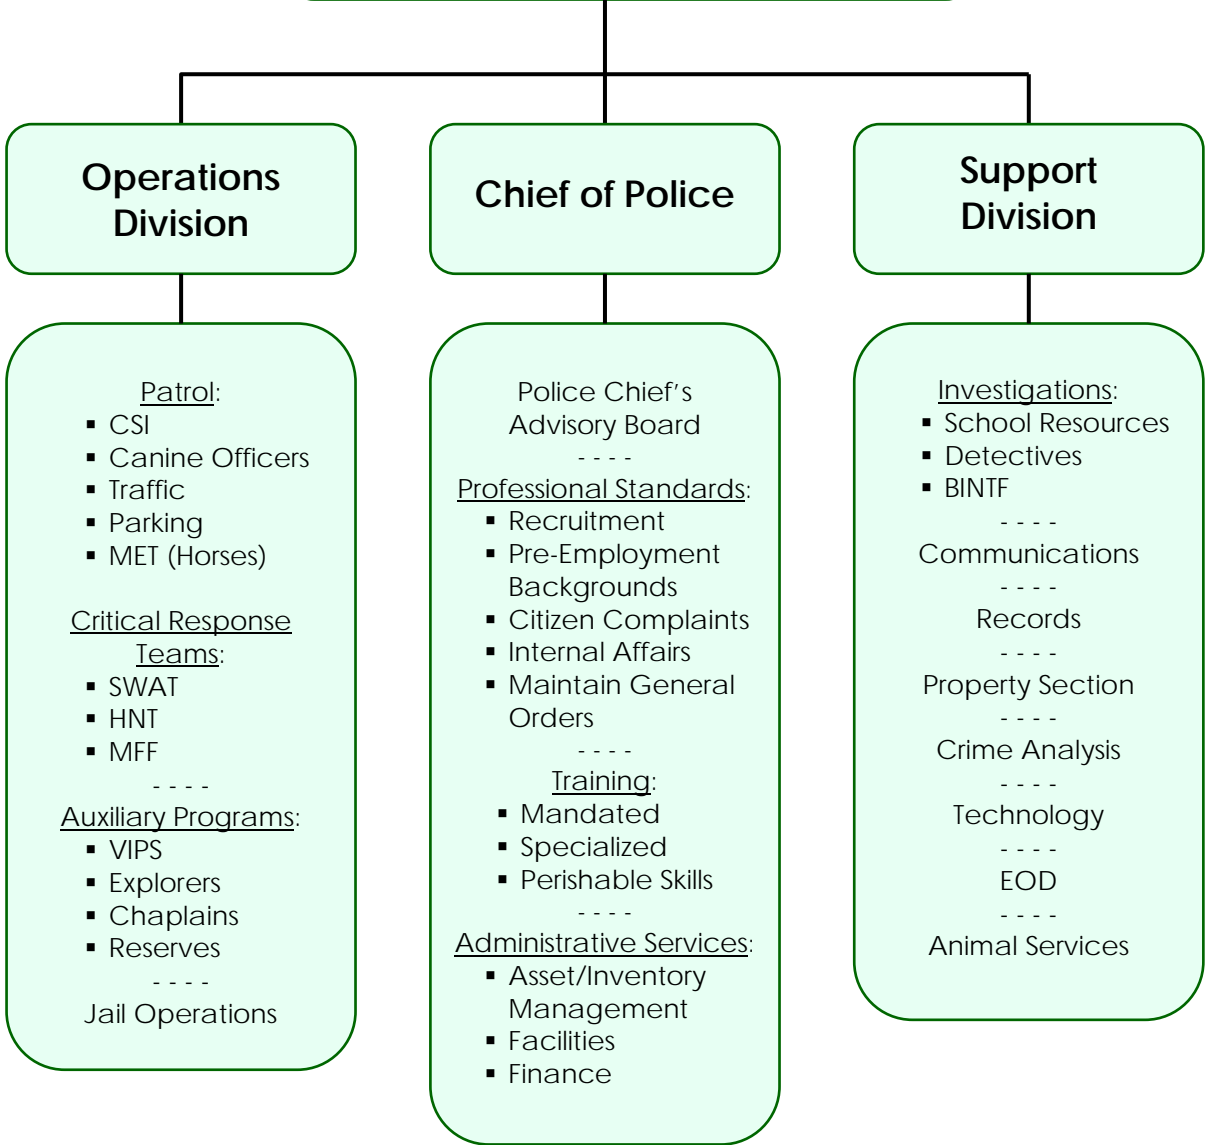 Operations
Division
Chief of Police
Support
Division
Patrol:
▪ CSI
▪ Canine Officers
▪ Traffic
▪ Parking
▪ MET (Horses)
Critical Response
Teams:
▪ SWAT
▪ HNT
▪ MFF
- - - -
Auxiliary Programs:
▪ VIPS
▪ Explorers
▪ Chaplains
▪ Reserves
- - - -
Jail Operations
Police Chief’s
Advisory Board
- - - -
Professional Standards:
▪ Recruitment
▪ Pre-Employment
Backgrounds
▪ Citizen Complaints
▪ Internal Affairs
▪ Maintain General
Orders
- - - -
Training:
▪ Mandated
▪ Specialized
▪ Perishable Skills
- - - -
Administrative Services:
▪ Asset/Inventory
Management
▪ Facilities
▪ Finance
Investigations:
▪ School Resources
▪ Detectives
▪ BINTF
- - - -
Communications
- - - -
Records
- - - -
Property Section
- - - -
Crime Analysis
- - - -
Technology
- - - -
EOD
- - - -
Animal Services